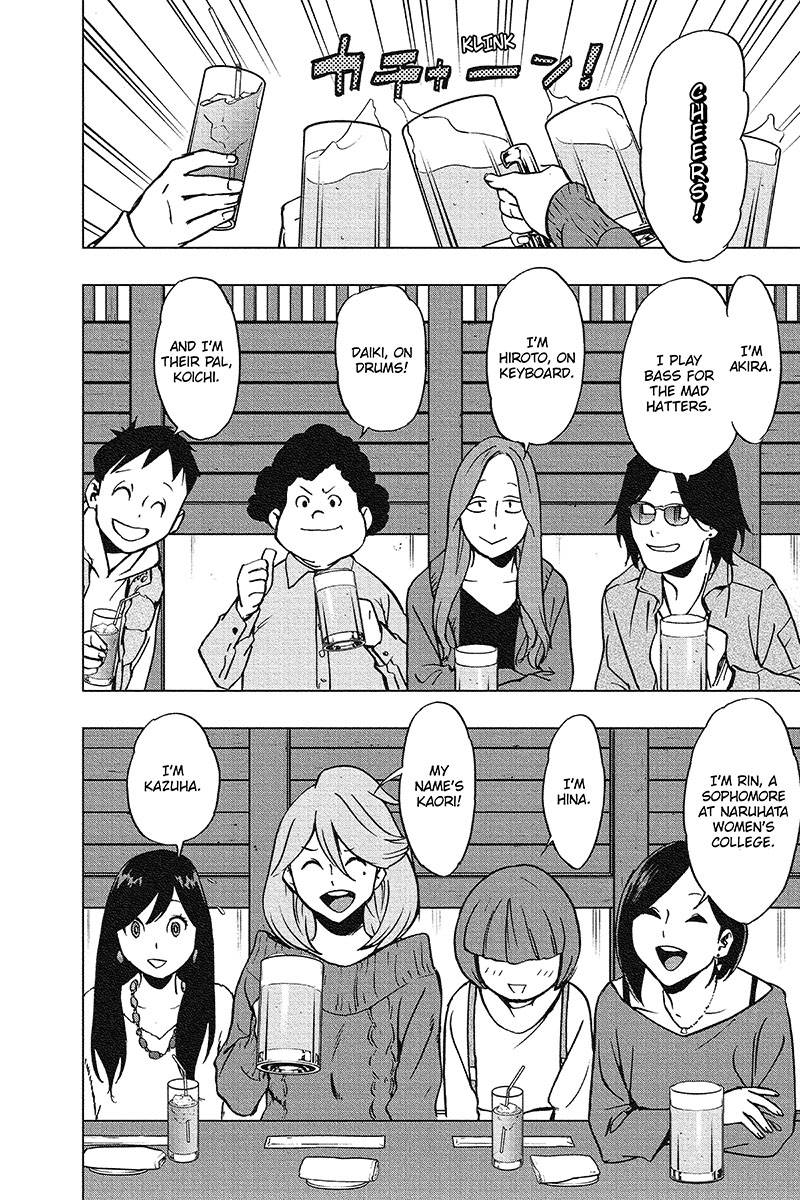 CHEERS!
KLINK
カチャーン!
I'M
AKIRA.
I PLAY
BASS FOR
THE MAD
HATTERS.
I'M
HIROTO, ON
KEYBOARD.
DAIKI, ON
DRUMS!
AND I'M
THEIR PAL,
KOICHI.
I'M RIN, A
SOPHOMORE
AT NARUHATA
WOMEN'S
COLLEGE.
I'M
HINA.
MY
NAME'S
KAORI!
I'M
KAZUHA.